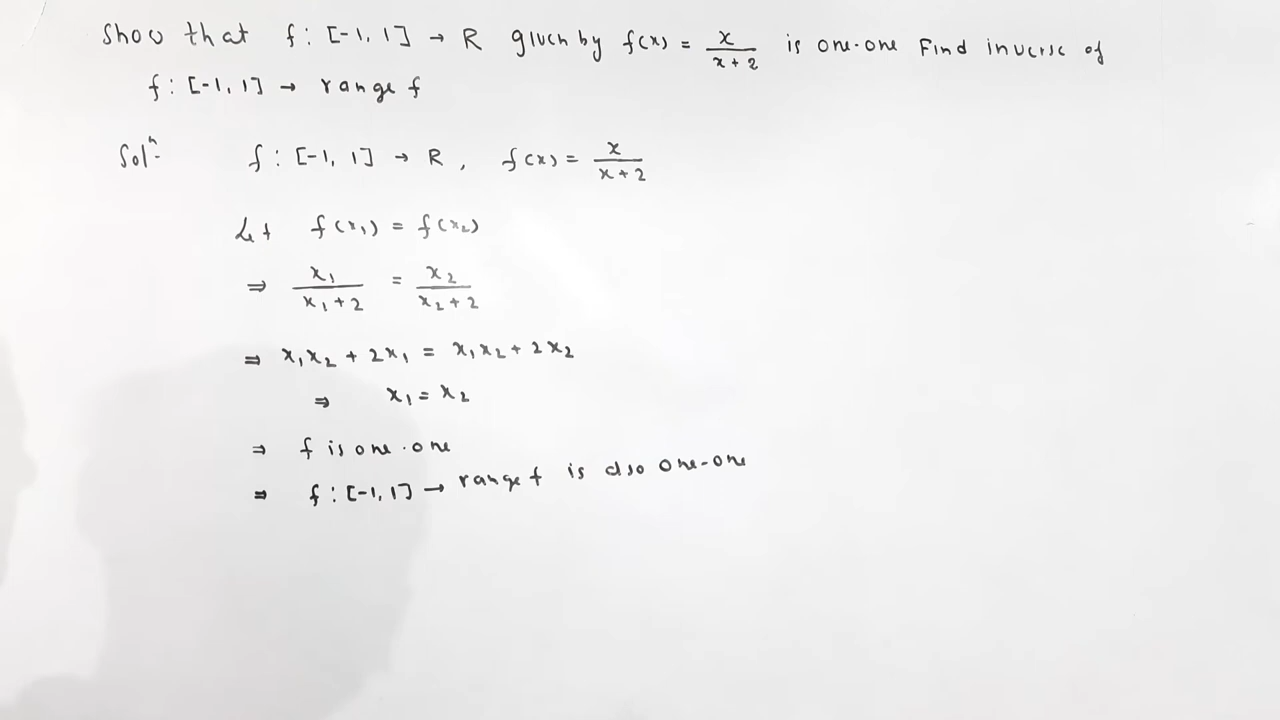 Show that f : [-1, 1] → R given by f(x) = x/(x+2) is one-one Find inverse of
f : [-1, 1] → range f
Solⁿ- f : [-1, 1] → R, f(x) = x/(x+2)
Let f(x₁) = f(x₂)
⇒ x₁/(x₁+2) = x₂/(x₂+2)
⇒ x₁x₂ + 2x₁ = x₁x₂ + 2x₂
⇒ x₁ = x₂
⇒ f is one-one
⇒ f : [-1, 1] → range f is also one-one